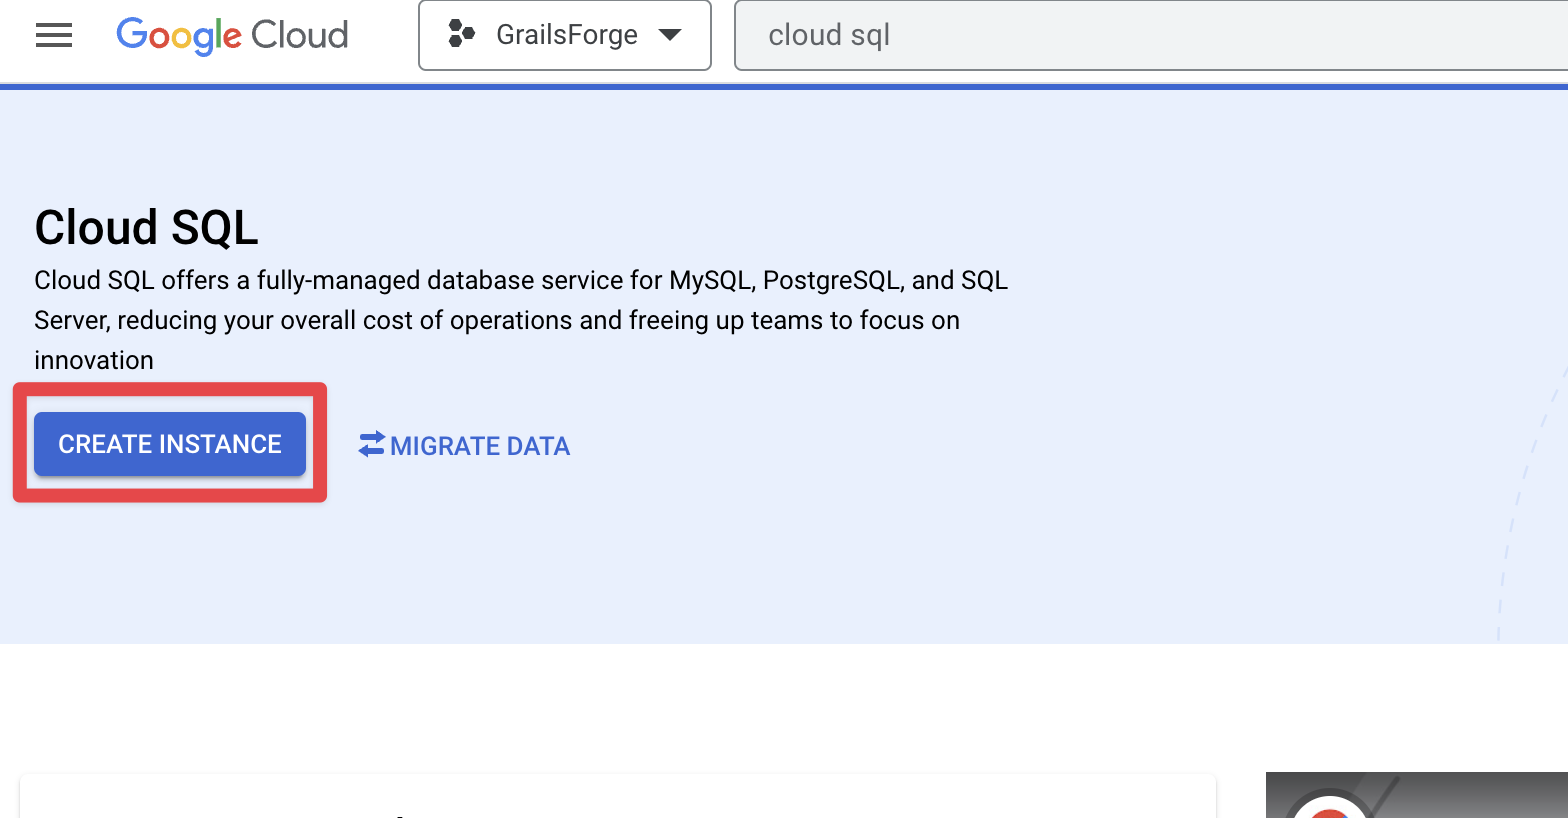 Google Cloud
GrailsForge
cloud sql
Cloud SQL
Cloud SQL offers a fully-managed database service for MySQL, PostgreSQL, and SQL
Server, reducing your overall cost of operations and freeing up teams to focus on
innovation
CREATE INSTANCE
MIGRATE DATA